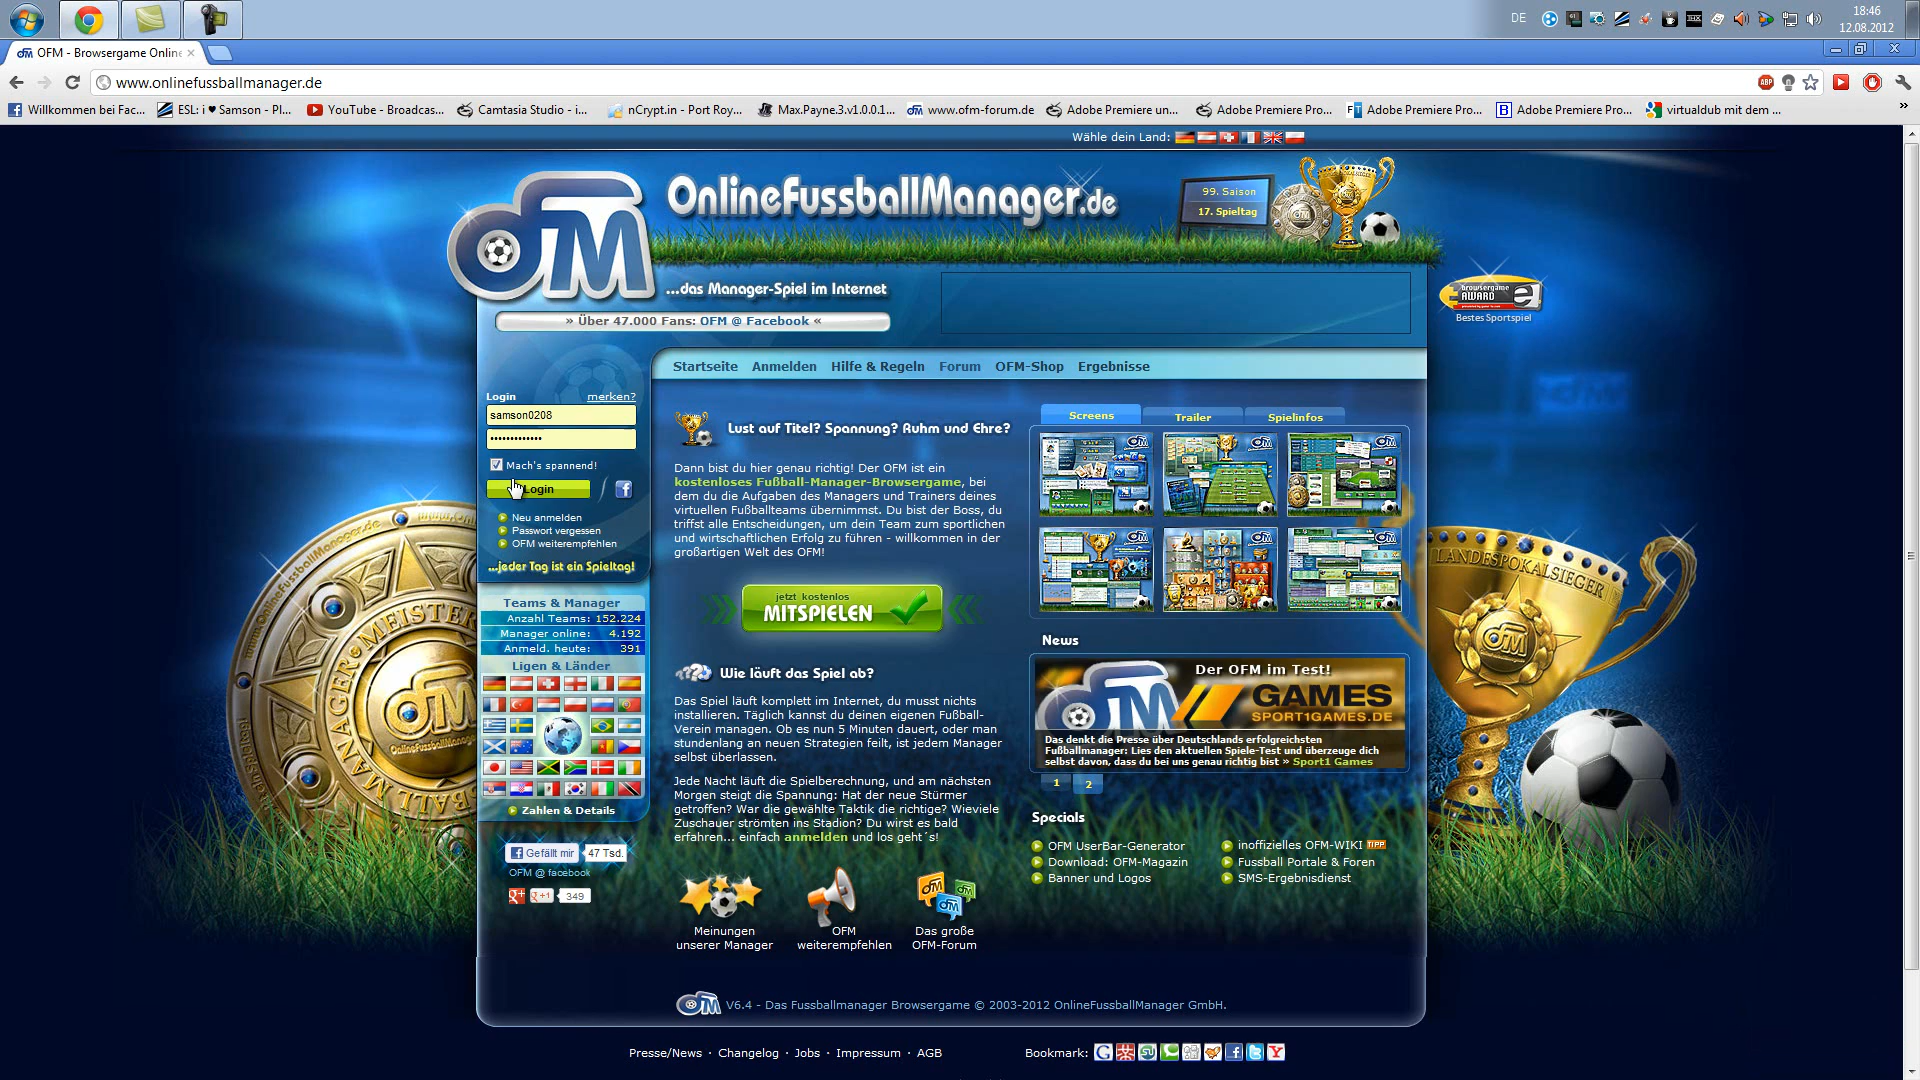 DE
18:46
12.08.2012
OFM - Browsergame Online
www.onlinefussballmanager.de
ABP
Willkommen bei Fac...
ESL: i ♥ Samson - Pl...
YouTube - Broadcas...
Camtasia Studio - i...
nCrypt.in - Port Roy...
Max.Payne.3.v1.0.0.1...
www.ofm-forum.de
Adobe Premiere un...
Adobe Premiere Pro...
Adobe Premiere Pro...
Adobe Premiere Pro...
virtualdub mit dem ...
Wähle dein Land:
OFM
OnlineFussballManager.de
99. Saison
17. Spieltag
...das Manager-Spiel im Internet
» Über 47.000 Fans: OFM @ Facebook «
browsergame
AWARD
Bestes Sportspiel
Startseite
Anmelden
Hilfe & Regeln
Forum
OFM-Shop
Ergebnisse
Login
merken?
samson0208
Mach's spannend!
Login
Neu anmelden
Passwort vergessen
OFM weiterempfehlen
...jeder Tag ist ein Spieltag!
Teams & Manager
Anzahl Teams: 152.224
Manager online: 4.192
Anmeld. heute: 391
Ligen & Länder
Zahlen & Details
Gefällt mir
47 Tsd.
OFM @ facebook
+1
349
Lust auf Titel? Spannung? Ruhm und Ehre?
Dann bist du hier genau richtig! Der OFM ist ein
kostenloses Fußball-Manager-Browsergame, bei
dem du die Aufgaben des Managers und Trainers deines
virtuellen Fußballteams übernimmst. Du bist der Boss, du
triffst alle Entscheidungen, um dein Team zum sportlichen
und wirtschaftlichen Erfolg zu führen - willkommen in der
großartigen Welt des OFM!
jetzt kostenlos
MITSPIELEN
Wie läuft das Spiel ab?
Das Spiel läuft komplett im Internet, du musst nichts
installieren. Täglich kannst du deinen eigenen Fußball-
Verein managen. Ob es nun 5 Minuten dauert, oder man
stundenlang an neuen Strategien feilt, ist jedem Manager
selbst überlassen.
Jede Nacht läuft die Spielberechnung, und am nächsten
Morgen steigt die Spannung: Hat der neue Stürmer
getroffen? War die gewählte Taktik die richtige? Wieviele
Zuschauer strömten ins Stadion? Du wirst es bald
erfahren... einfach anmelden und los geht´s!
Meinungen
unserer Manager
OFM
weiterempfehlen
Das große
OFM-Forum
Screens
Trailer
Spielinfos
News
Der OFM im Test!
OFM
GAMES
SPORT1GAMES.DE
Das denkt die Presse über Deutschlands erfolgreichsten
Fußballmanager: Lies den aktuellen Spiele-Test und überzeuge dich
selbst davon, dass du bei uns genau richtig bist » Sport1 Games
1
2
Specials
OFM UserBar-Generator
Download: OFM-Magazin
Banner und Logos
inoffizielles OFM-WIKI TIPP
Fussball Portale & Foren
SMS-Ergebnisdienst
LANDESPOKALSIEGER
OFM
OFM V6.4 - Das Fussballmanager Browsergame © 2003-2012 OnlineFussballManager GmbH.
Presse/News · Changelog · Jobs · Impressum · AGB
Bookmark: